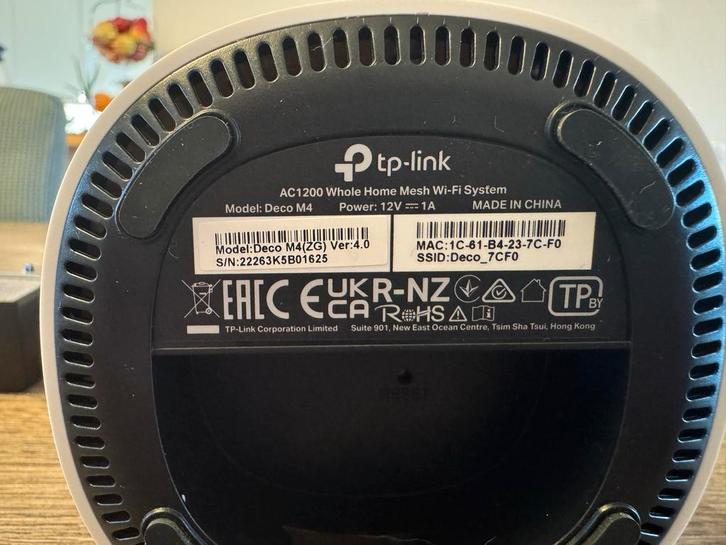 tp-link
AC1200 Whole Home Mesh Wi-Fi System
Model: Deco M4 Power: 12V⎓1A MADE IN CHINA
Model:Deco M4(ZG) Ver:4.0
S/N:22263K5B01625
MAC:1C-61-B4-23-7C-F0
SSID:Deco_7CF0
EAC CE UKCA R-NZ TP BY
RoHS
TP-Link Corporation Limited Suite 901, New East Ocean Centre, Tsim Sha Tsui, Hong Kong
RESET